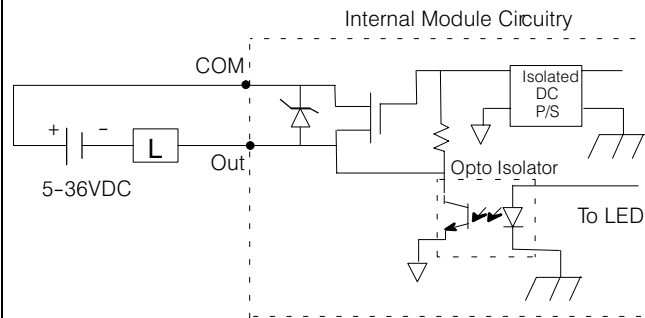 Internal Module Circuitry
COM
Isolated
DC
P/S
+ -
L
Out
Opto Isolator
5-36VDC
To LED